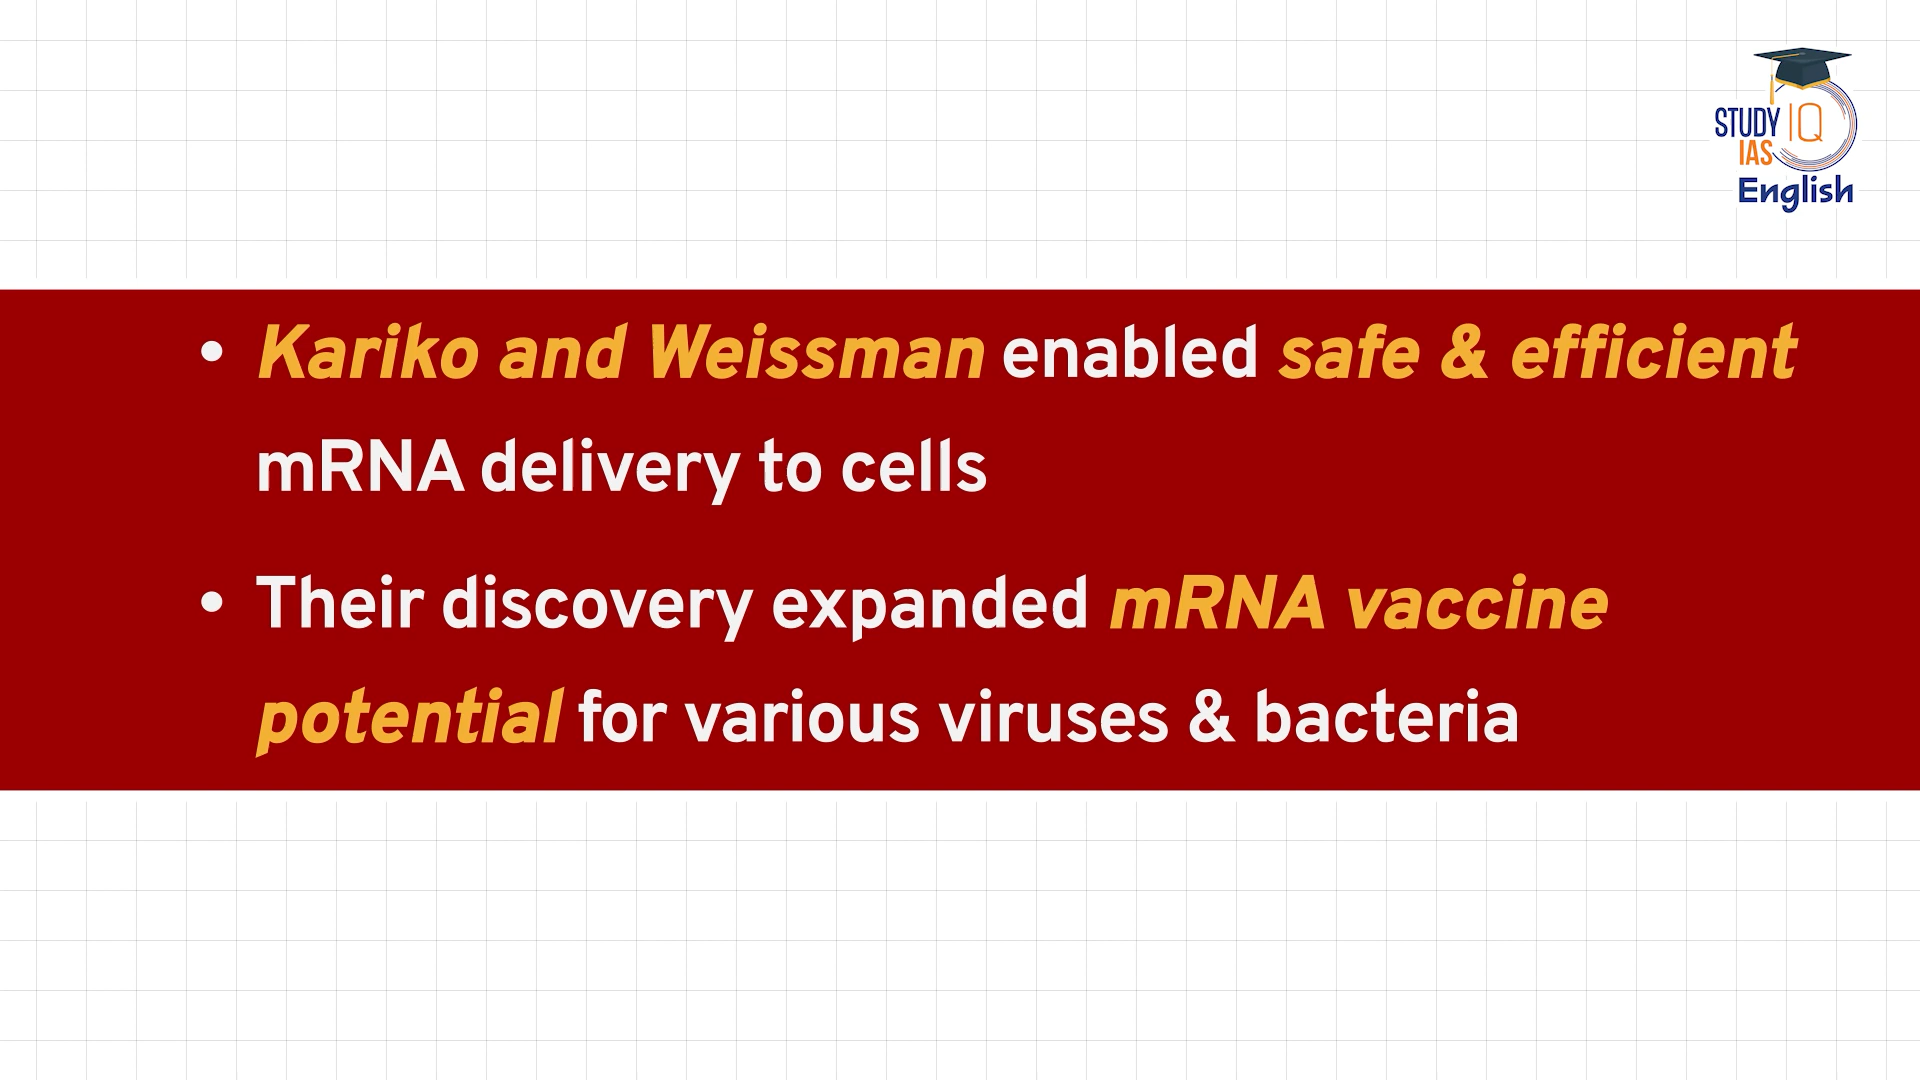 STUDY IQ
IAS
English
• Kariko and Weissman enabled safe & efficient
mRNA delivery to cells
• Their discovery expanded mRNA vaccine
potential for various viruses & bacteria